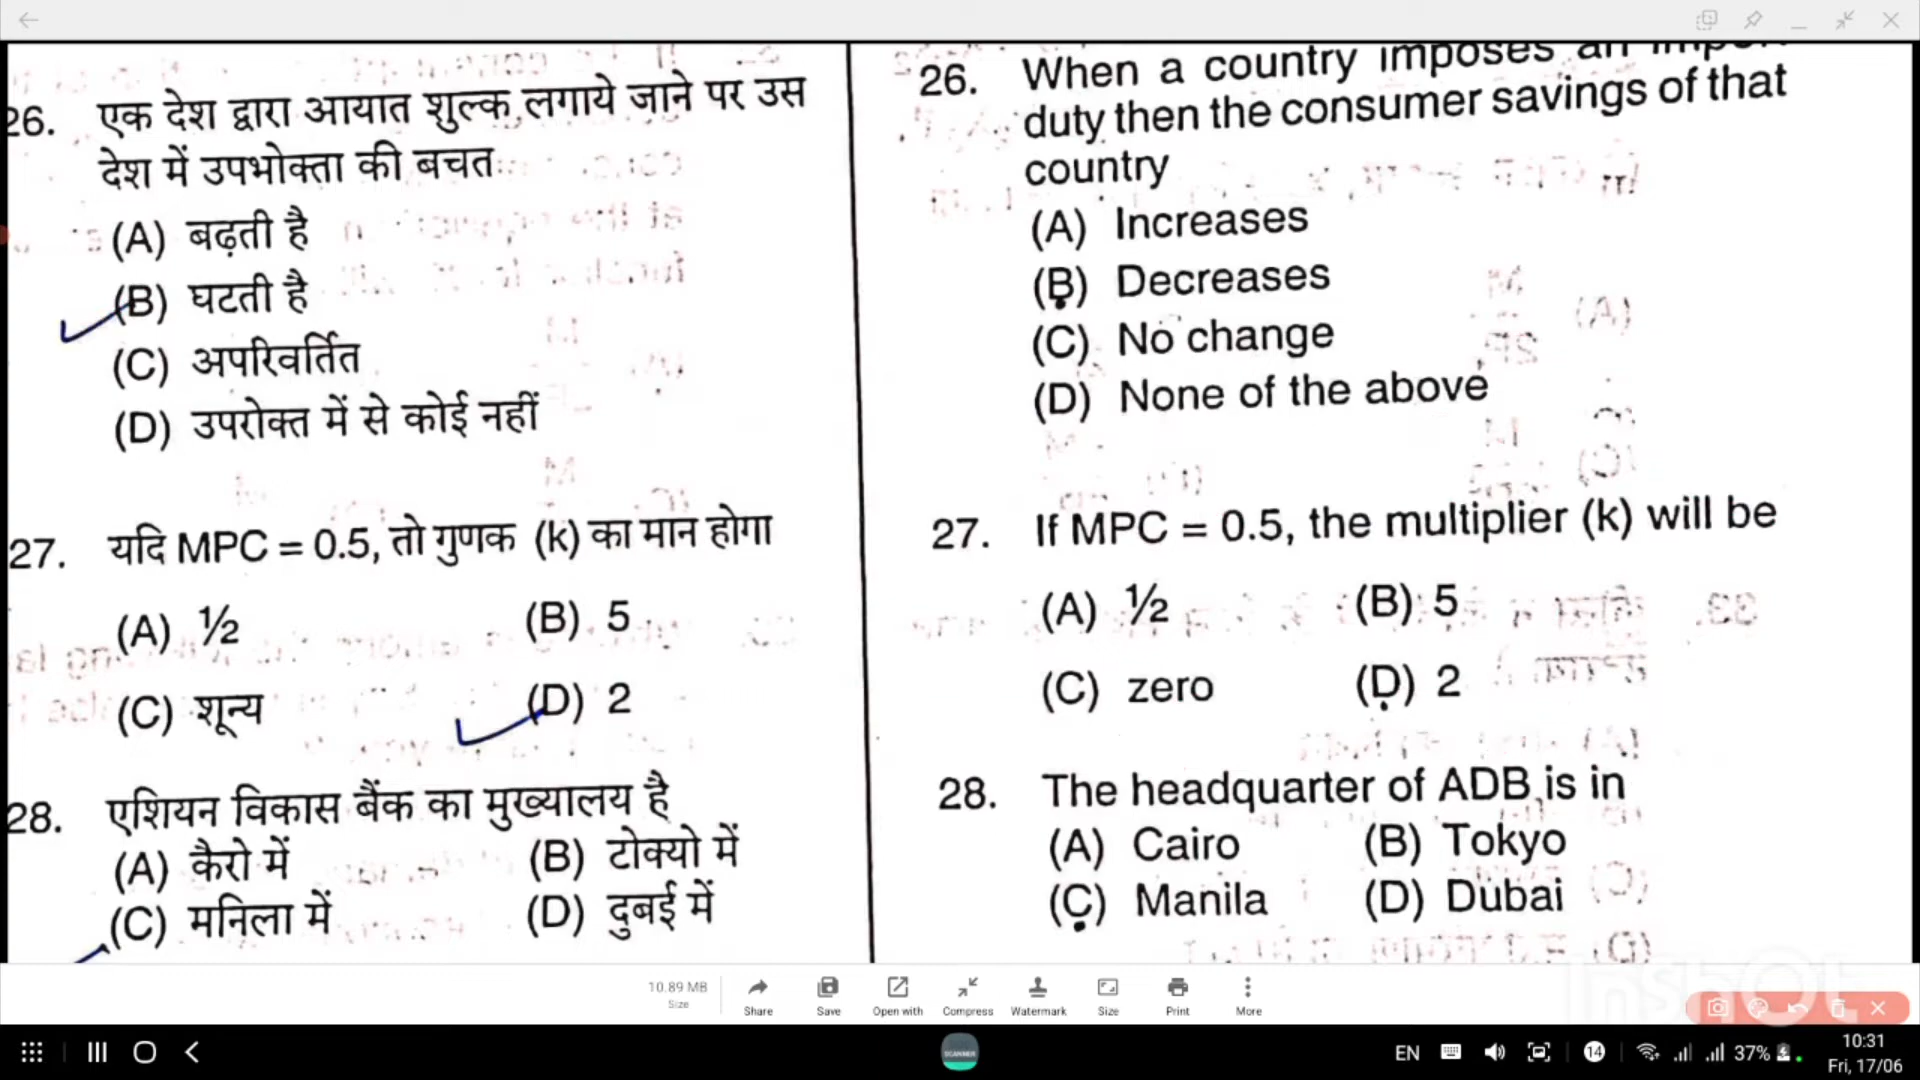 26. एक देश द्वारा आयात शुल्क लगाये जाने पर उस
देश में उपभोक्ता की बचत
(A) बढ़ती है
(B) घटती है
(C) अपरिवर्तित
(D) उपरोक्त में से कोई नहीं
27. यदि MPC = 0.5, तो गुणक (k) का मान होगा
(A) ½ (B) 5
(C) शून्य (D) 2
28. एशियन विकास बैंक का मुख्यालय है
(A) कैरो में (B) टोक्यो में
(C) मनिला में (D) दुबई में
26. When a country imposes an
duty then the consumer savings of that
country
(A) Increases
(B) Decreases
(C) No change
(D) None of the above
27. If MPC = 0.5, the multiplier (k) will be
(A) ½ (B) 5
(C) zero (D) 2
28. The headquarter of ADB is in
(A) Cairo (B) Tokyo
(C) Manila (D) Dubai
InShOt
10.89 MB
Size
Share Save Open with Compress Watermark Size Print More
SCANNER
EN 14 37% 10:31
Fri, 17/06